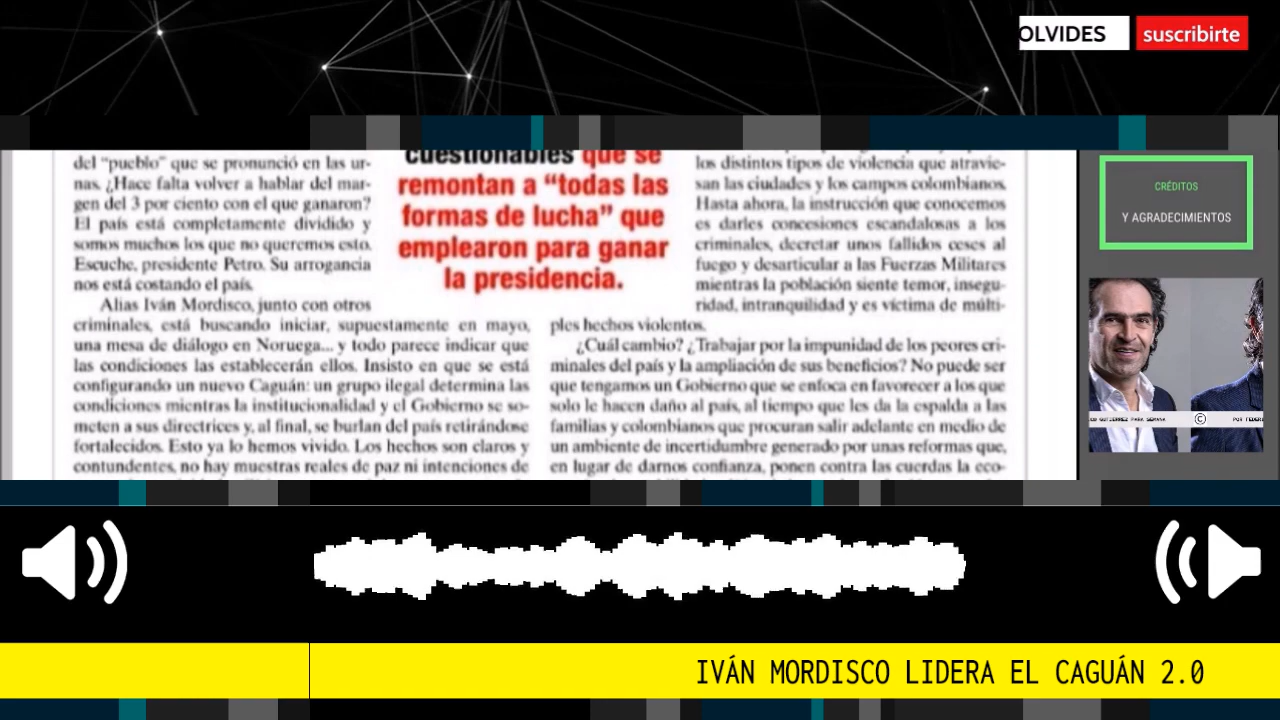 OLVIDES
suscribirte
del “pueblo” que se pronunció en las ur-
nas. ¿Hace falta volver a hablar del mar-
gen del 3 por ciento con el que ganaron?
El país está completamente dividido y
somos muchos los que no queremos esto.
Escuche, presidente Petro. Su arrogancia
nos está costando el país.
Alias Iván Mordisco, junto con otros
criminales, está buscando iniciar, supuestamente en mayo,
una mesa de diálogo en Noruega... y todo parece indicar que
las condiciones las establecerán ellos. Insisto en que se está
configurando un nuevo Caguán: un grupo ilegal determina las
condiciones mientras la institucionalidad y el Gobierno se so-
meten a sus directrices y, al final, se burlan del país retirándose
fortalecidos. Esto ya lo hemos vivido. Los hechos son claros y
contundentes, no hay muestras reales de paz ni intenciones de
cuestionables que se
remontan a “todas las
formas de lucha” que
emplearon para ganar
la presidencia.
los distintos tipos de violencia que atravie-
san las ciudades y los campos colombianos.
Hasta ahora, la instrucción que conocemos
es darles concesiones escandalosas a los
criminales, decretar unos fallidos ceses al
fuego y desarticular a las Fuerzas Militares
mientras la población siente temor, insegu-
ridad, intranquilidad y es víctima de múlti-
ples hechos violentos.
¿Cuál cambio? ¿Trabajar por la impunidad de los peores cri-
minales del país y la ampliación de sus beneficios? No puede ser
que tengamos un Gobierno que se enfoca en favorecer a los que
solo le hacen daño al país, al tiempo que les da la espalda a las
familias y colombianos que procuran salir adelante en medio de
un ambiente de incertidumbre generado por unas reformas que,
en lugar de darnos confianza, ponen contra las cuerdas la eco-
CRÉDITOS
Y AGRADECIMIENTOS
CO GUTIERREZ PARA SEMANA © POR FEDER
IVÁN MORDISCO LIDERA EL CAGUÁN 2.0